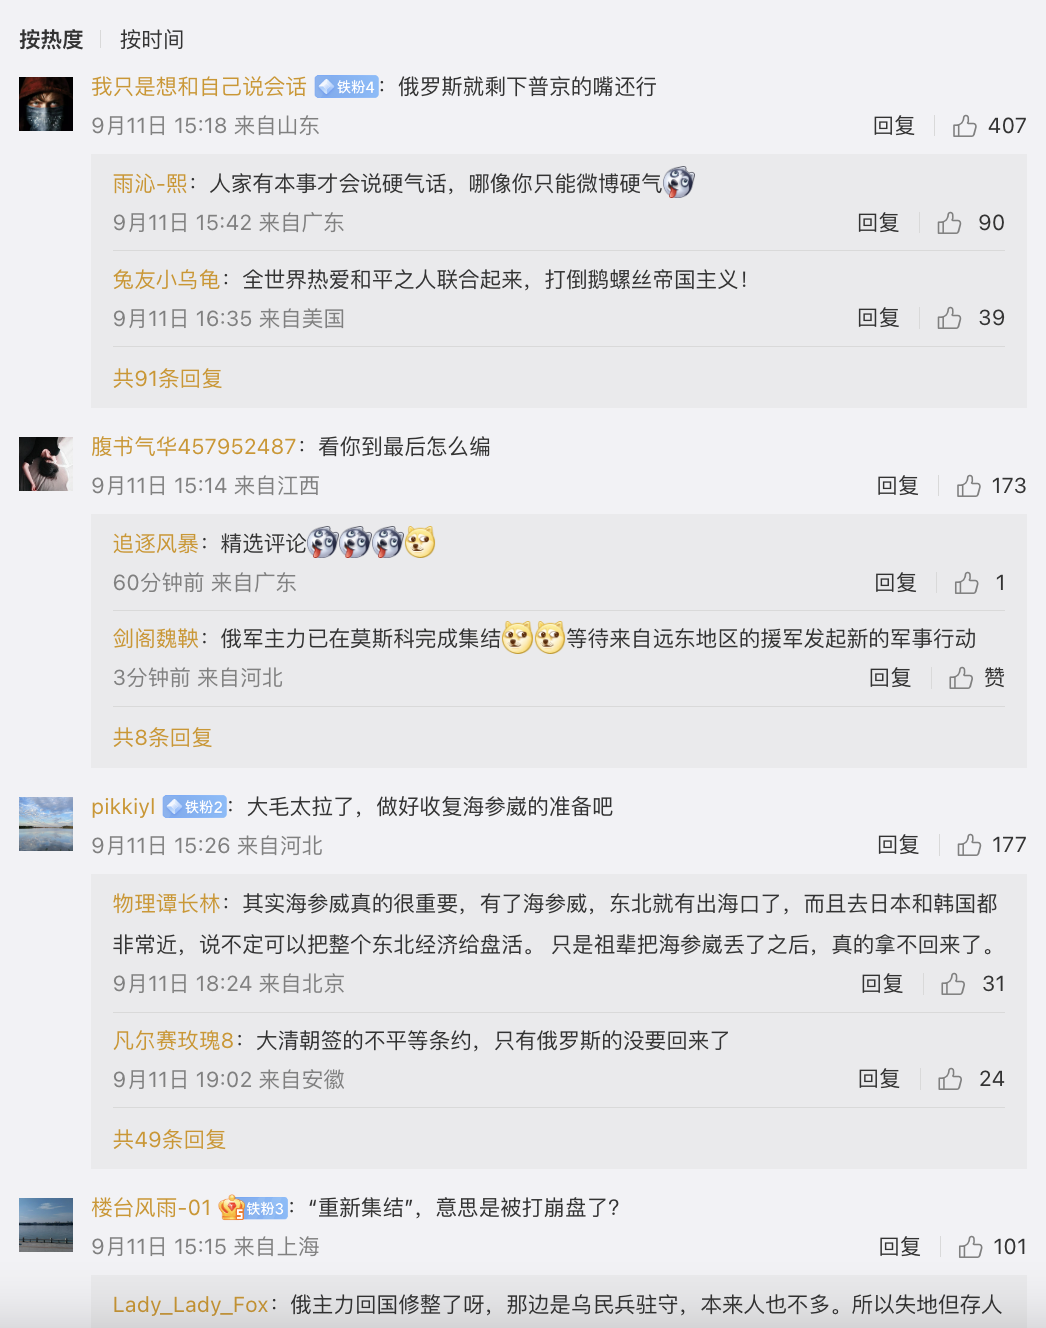 按热度 按时间
我只是想和自己说会话 铁粉4：俄罗斯就剩下普京的嘴还行
9月11日 15:18 来自山东 回复 407
雨沁-熙：人家有本事才会说硬气话，哪像你只能微博硬气
9月11日 15:42 来自广东 回复 90
兔友小乌龟：全世界热爱和平之人联合起来，打倒鹅螺丝帝国主义！
9月11日 16:35 来自美国 回复 39
共91条回复
腹书气华457952487：看你到最后怎么编
9月11日 15:14 来自江西 回复 173
追逐风暴：精选评论
60分钟前 来自广东 回复 1
剑阁魏鞅：俄军主力已在莫斯科完成集结等待来自远东地区的援军发起新的军事行动
3分钟前 来自河北 回复 赞
共8条回复
pikkiyl 铁粉2：大毛太拉了，做好收复海参崴的准备吧
9月11日 15:26 来自河北 回复 177
物理谭长林：其实海参威真的很重要，有了海参威，东北就有出海口了，而且去日本和韩国都
非常近，说不定可以把整个东北经济给盘活。 只是祖辈把海参崴丢了之后，真的拿不回来了。
9月11日 18:24 来自北京 回复 31
凡尔赛玫瑰8：大清朝签的不平等条约，只有俄罗斯的没要回来了
9月11日 19:02 来自安徽 回复 24
共49条回复
楼台风雨-01 铁粉3：“重新集结”，意思是被打崩盘了？
9月11日 15:15 来自上海 回复 101
Lady_Lady_Fox：俄主力回国修整了呀，那边是乌民兵驻守，本来人也不多。所以失地但存人